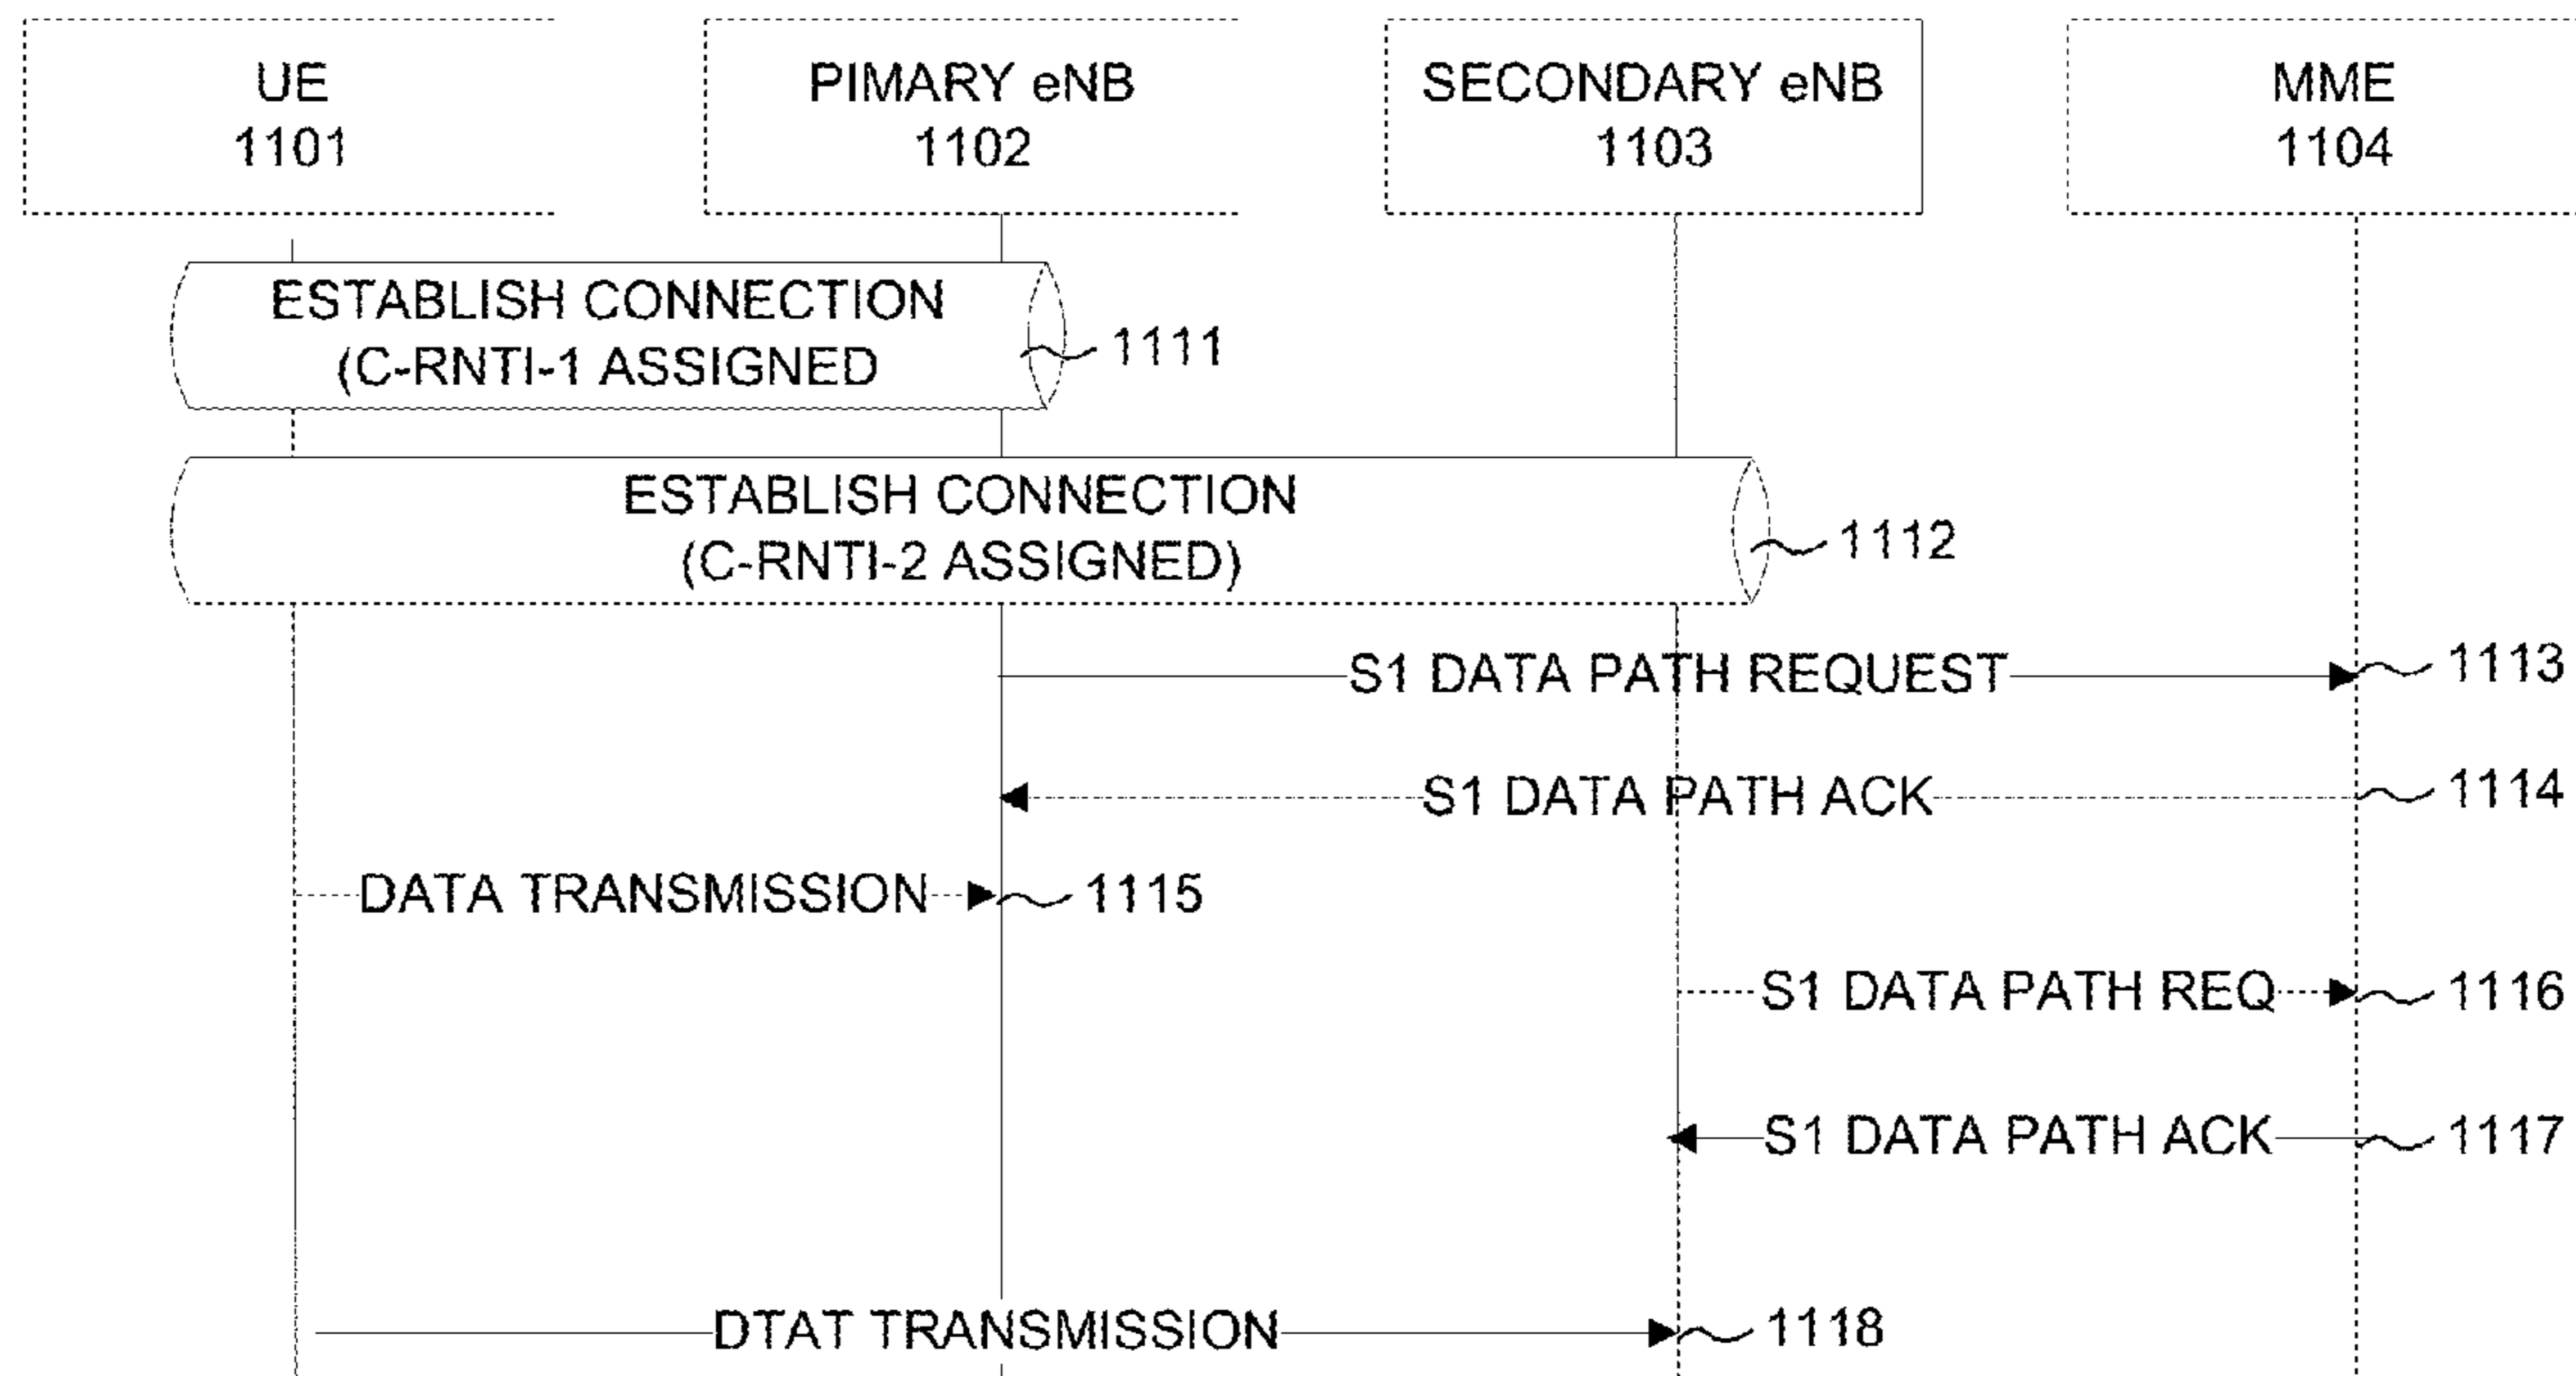 UE
1101
PIMARY eNB
1102
SECONDARY eNB
1103
MME
1104
ESTABLISH CONNECTION
(C-RNTI-1 ASSIGNED
1111
ESTABLISH CONNECTION
(C-RNTI-2 ASSIGNED)
1112
S1 DATA PATH REQUEST
1113
S1 DATA PATH ACK
1114
DATA TRANSMISSION
1115
S1 DATA PATH REQ
1116
S1 DATA PATH ACK
1117
DTAT TRANSMISSION
1118